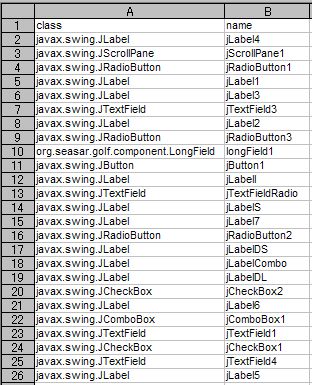 A B
1 class name
2 javax.swing.JLabel jLabel4
3 javax.swing.JScrollPane jScrollPane1
4 javax.swing.JRadioButton jRadioButton1
5 javax.swing.JLabel jLabel1
6 javax.swing.JLabel jLabel3
7 javax.swing.JTextField jTextField3
8 javax.swing.JLabel jLabel2
9 javax.swing.JRadioButton jRadioButton3
10 org.seasar.golf.component.LongField longField1
11 javax.swing.JButton jButton1
12 javax.swing.JLabel jLabelI
13 javax.swing.JTextField jTextFieldRadio
14 javax.swing.JLabel jLabelS
15 javax.swing.JLabel jLabel7
16 javax.swing.JRadioButton jRadioButton2
17 javax.swing.JLabel jLabelDS
18 javax.swing.JLabel jLabelCombo
19 javax.swing.JLabel jLabelDL
20 javax.swing.JCheckBox jCheckBox2
21 javax.swing.JLabel jLabel6
22 javax.swing.JComboBox jComboBox1
23 javax.swing.JTextField jTextField1
24 javax.swing.JCheckBox jCheckBox1
25 javax.swing.JTextField jTextField4
26 javax.swing.JLabel jLabel5